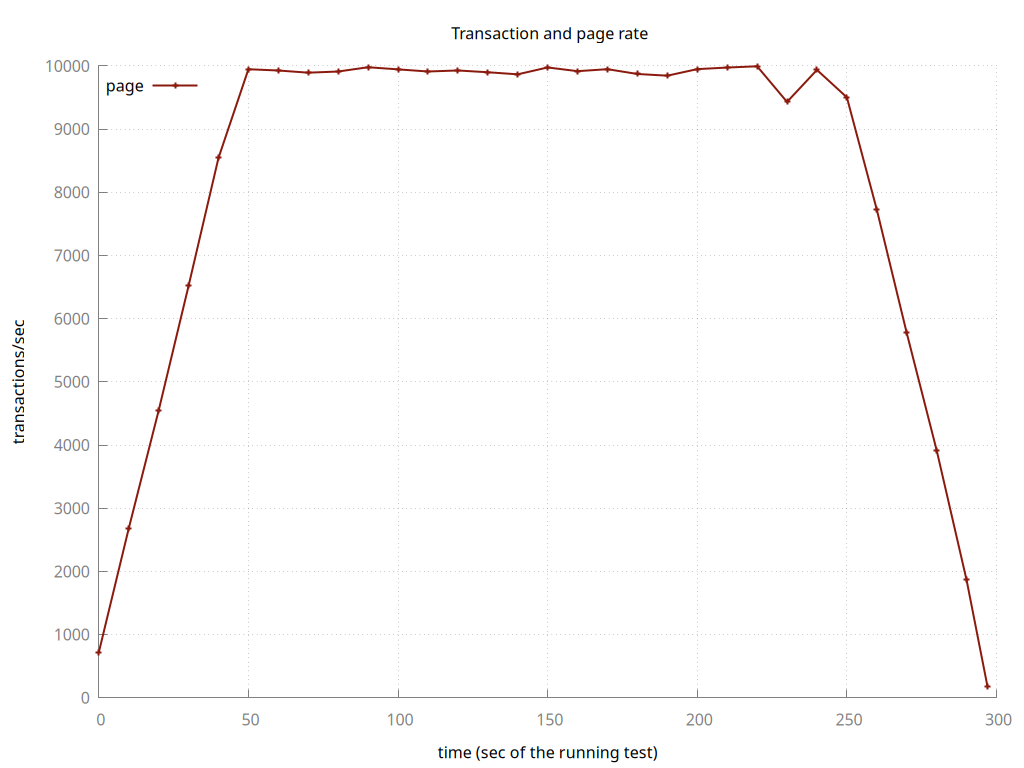 Transaction and page rate
10000
page
9000
8000
7000
6000
5000
4000
3000
2000
1000
0
transactions/sec
0 50 100 150 200 250 300
time (sec of the running test)